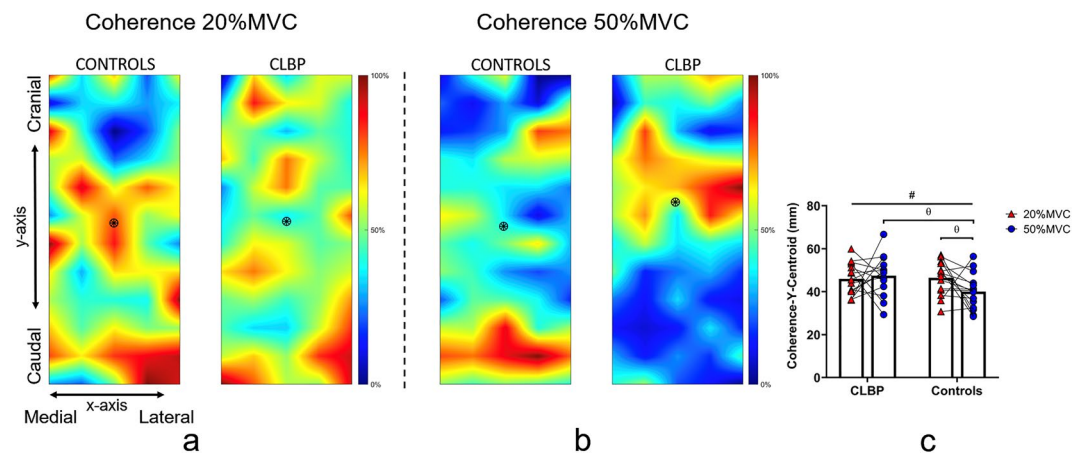 Coherence 20%MVC
Coherence 50%MVC
CONTROLS
CLBP
CONTROLS
CLBP
100%
50%
0%
100%
50%
0%
Cranial
y-axis
Caudal
x-axis
Medial
Lateral
a
b
c
Coherence-Y-Centroid (mm)
80
60
40
20
0
#
θ
θ
20%MVC
50%MVC
CLBP
Controls